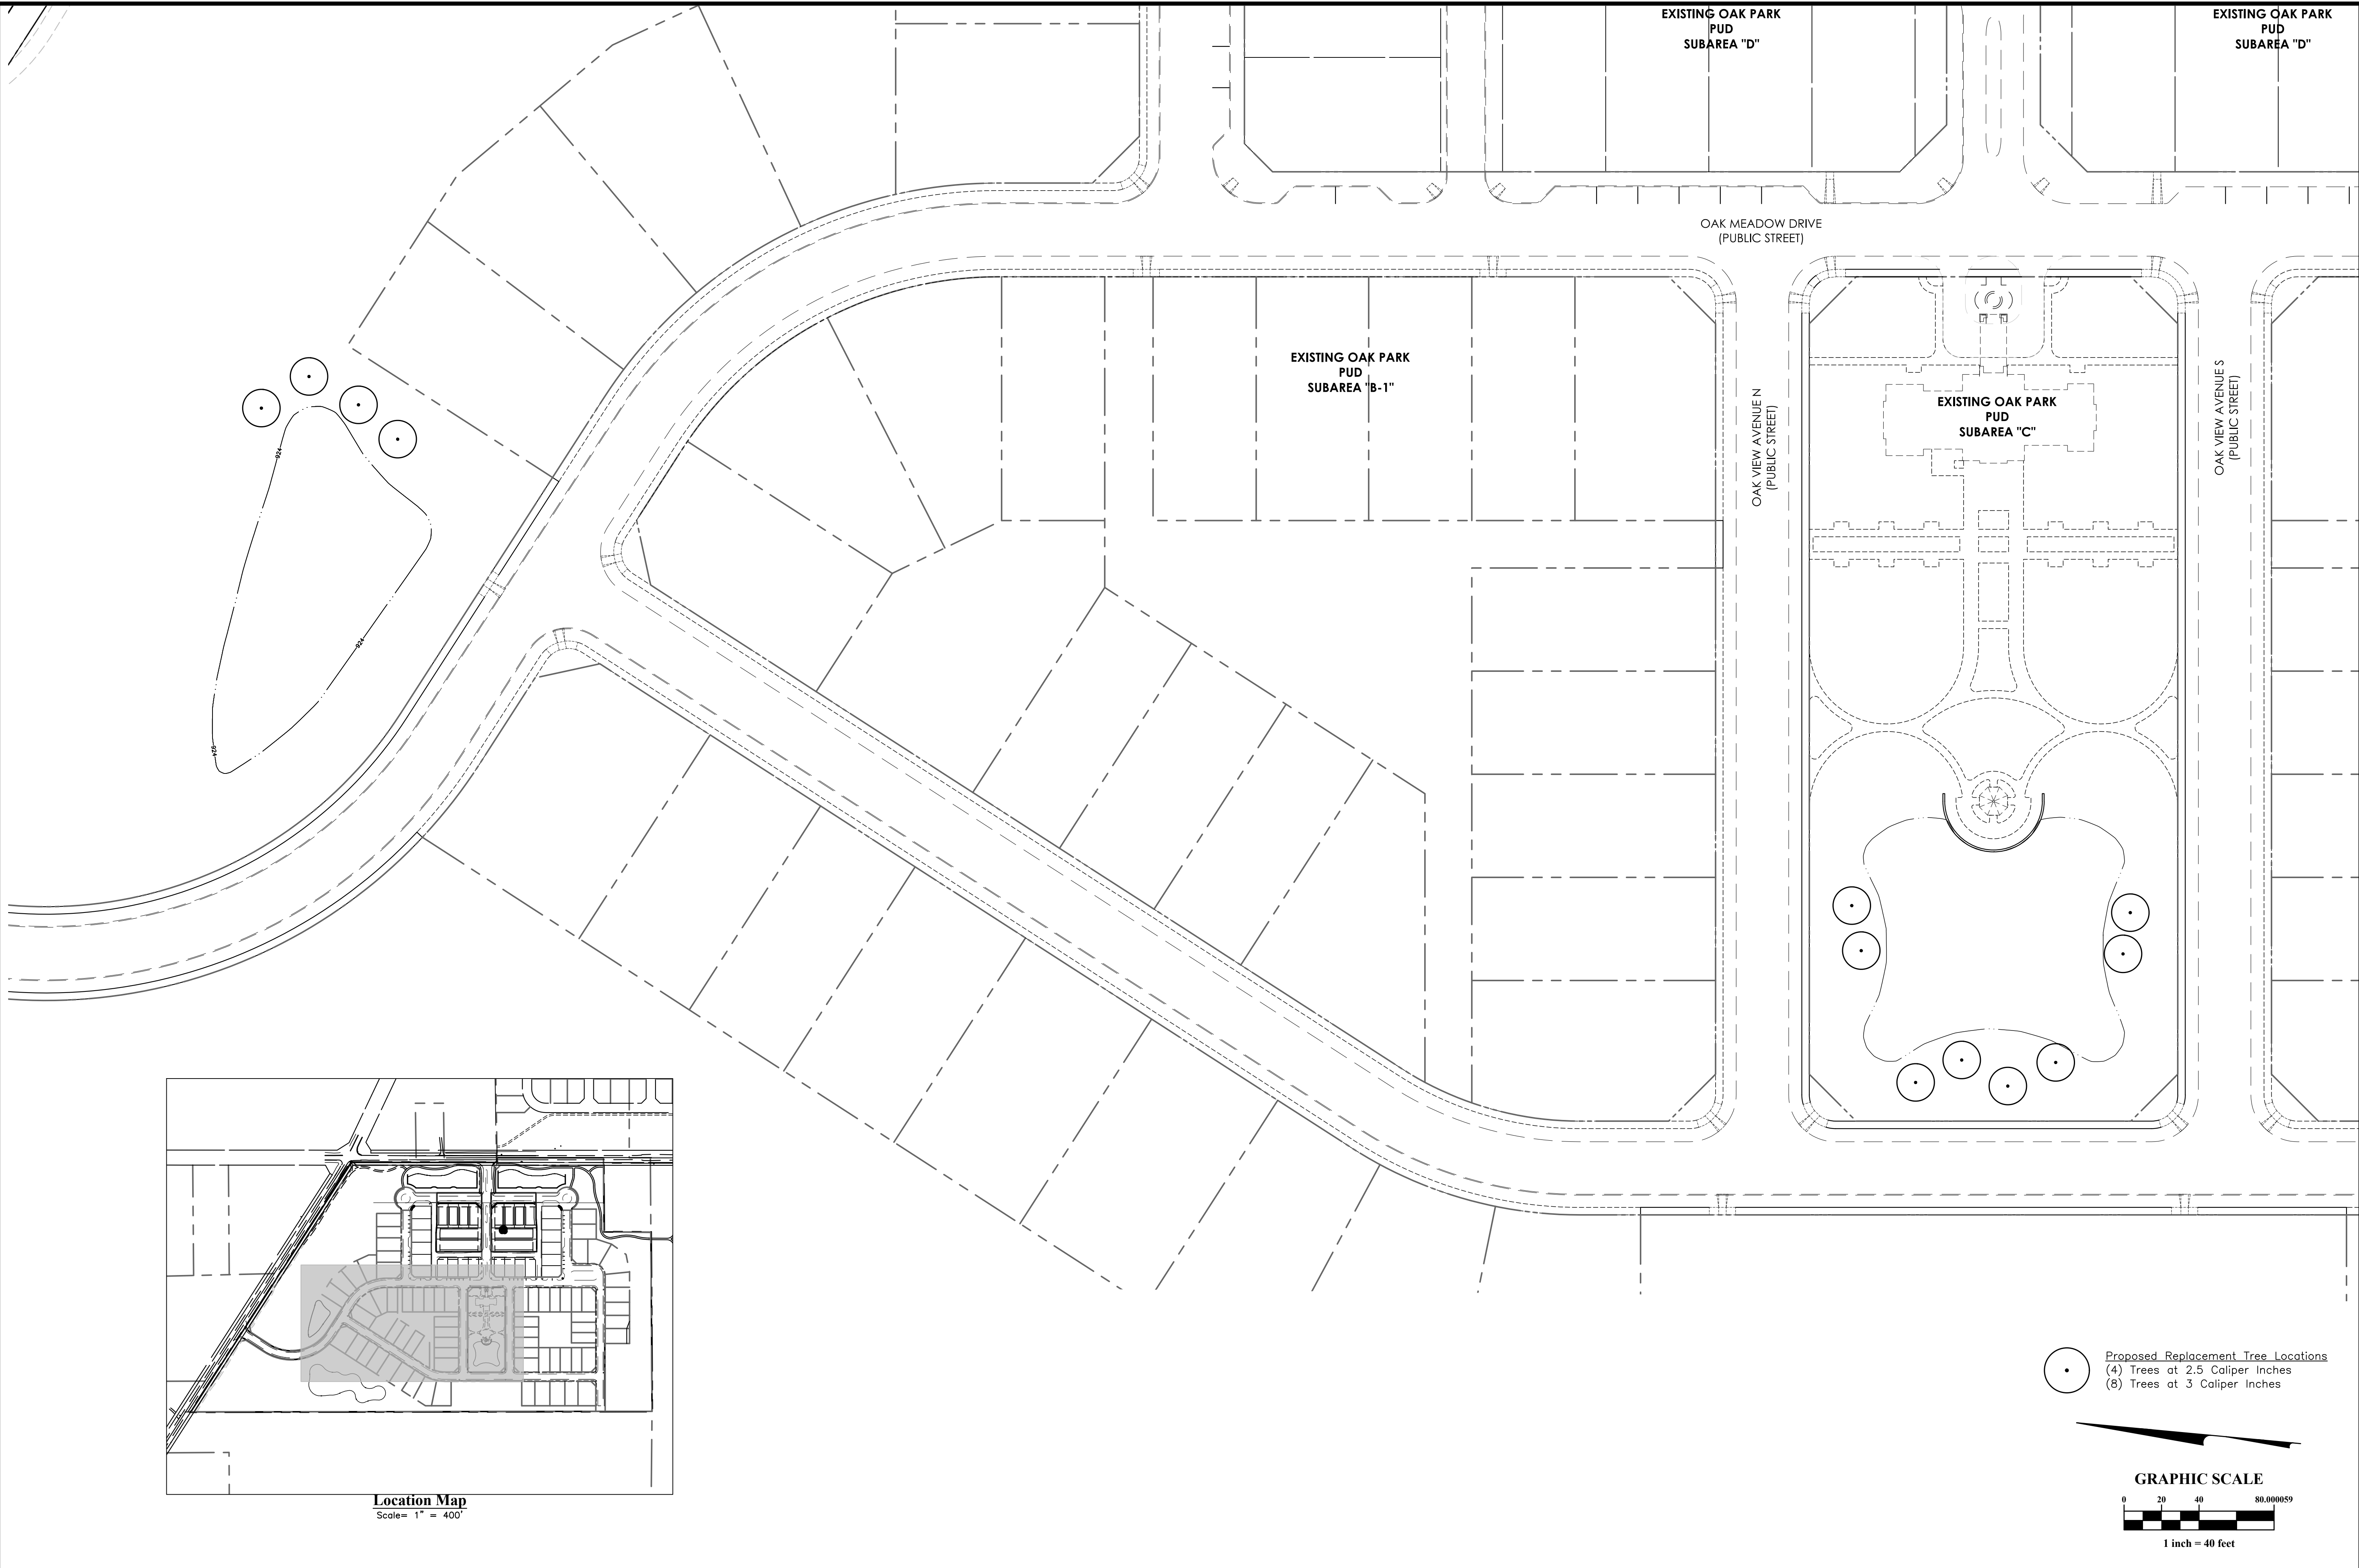 EXISTING OAK PARK
PUD
SUBAREA "D"
EXISTING OAK PARK
PUD
SUBAREA "D"
OAK MEADOW DRIVE
(PUBLIC STREET)
EXISTING OAK PARK
PUD
SUBAREA "B-1"
OAK VIEW AVENUE N
(PUBLIC STREET)
EXISTING OAK PARK
PUD
SUBAREA "C"
OAK VIEW AVENUE S
(PUBLIC STREET)
924
924
924
Proposed Replacement Tree Locations
(4) Trees at 2.5 Caliper Inches
(8) Trees at 3 Caliper Inches
GRAPHIC SCALE
0 20 40 80.000059
1 inch = 40 feet
Location Map
Scale= 1" = 400'